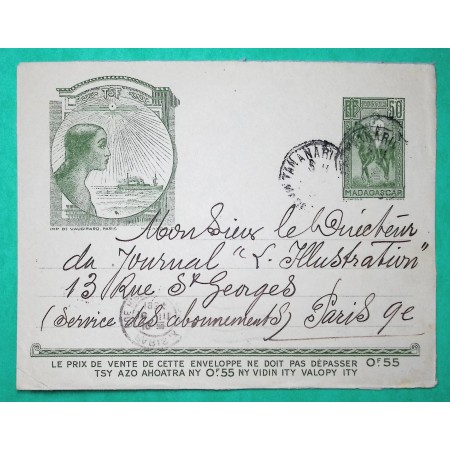 RF
50
MADAGASCAR
TANANARI
IMP. DE VAUGIRARD, PARIS
Monsieur le Directeur
du Journal "L. Illustration"
13 Rue St Georges
(Service des abonnements) Paris 9e
LE PRIX DE VENTE DE CETTE ENVELOPPE NE DOIT PAS DÉPASSER 0F.55
TSY AZO AHOATRA NY 0F.55 NY VIDIN ITY VALOPY ITY